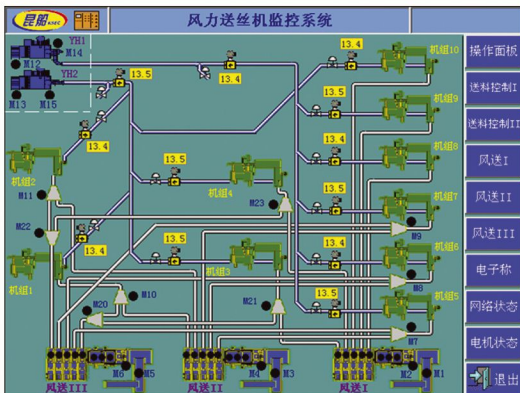 昆船 KSEC
风力送丝机监控系统
YH1
M14
M12
YH2
M13 M15
13.4
13.4
机组10
操作面板
13.5
13.5
机组9
送料控制I
13.4
13.4
机组8
送料控制II
机组2
13.5
机组4
M11
M23
13.5
机组7
风送I
M22
13.4
M9
风送II
13.4
13.5
机组6
风送III
机组1
机组3
M8
电子称
M20
M10
M21
13.5
机组5
网络状态
M7
电机状态
M6 M5
M4 M3
M2 M1
风送III
风送II
风送I
退出